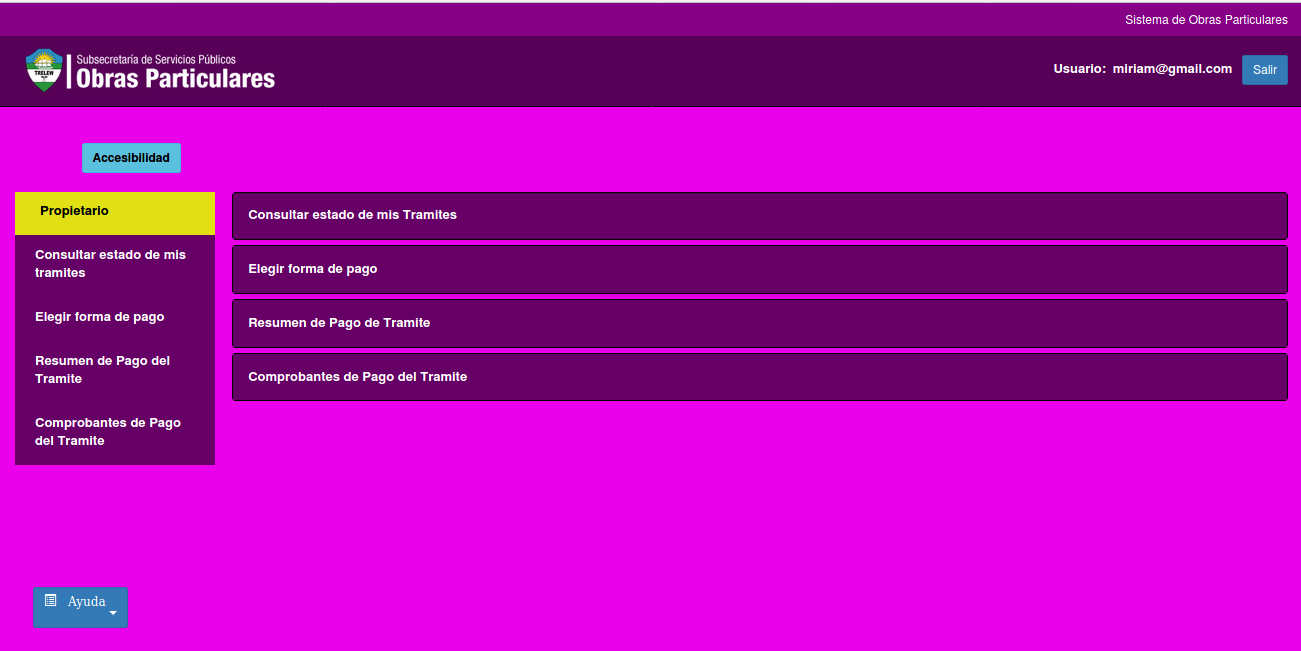 Sistema de Obras Particulares
TRELEW
Subsecretaría de Servicios Públicos
Obras Particulares
Usuario: miriam@gmail.com
Salir
Accesibilidad
Propietario
Consultar estado de mis
tramites
Elegir forma de pago
Resumen de Pago del
Tramite
Comprobantes de Pago
del Tramite
Consultar estado de mis Tramites
Elegir forma de pago
Resumen de Pago de Tramite
Comprobantes de Pago del Tramite
Ayuda